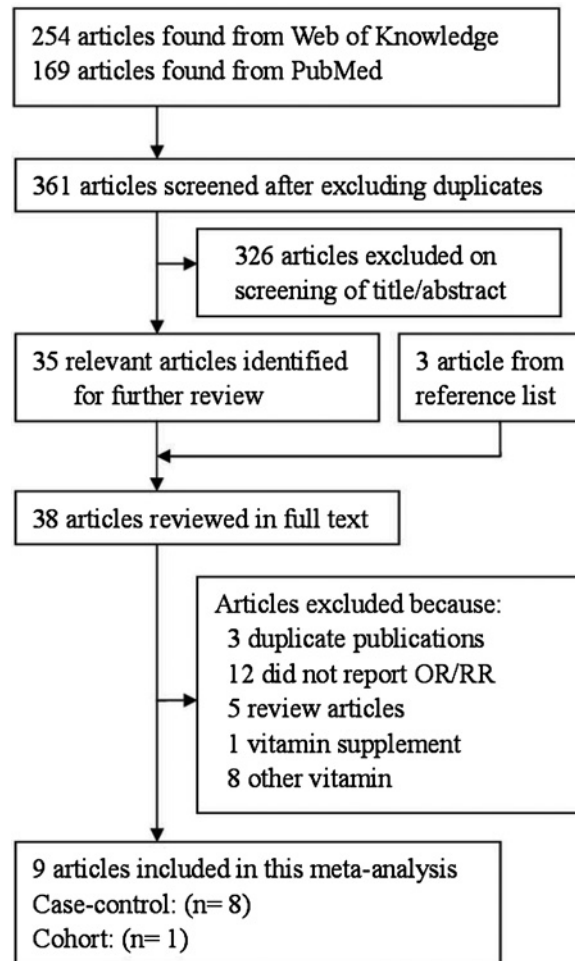 254 articles found from Web of Knowledge
169 articles found from PubMed
361 articles screened after excluding duplicates
326 articles excluded on
screening of title/abstract
35 relevant articles identified
for further review
3 article from
reference list
38 articles reviewed in full text
Articles excluded because:
3 duplicate publications
12 did not report OR/RR
5 review articles
1 vitamin supplement
8 other vitamin
9 articles included in this meta-analysis
Case-control: (n= 8)
Cohort: (n= 1)